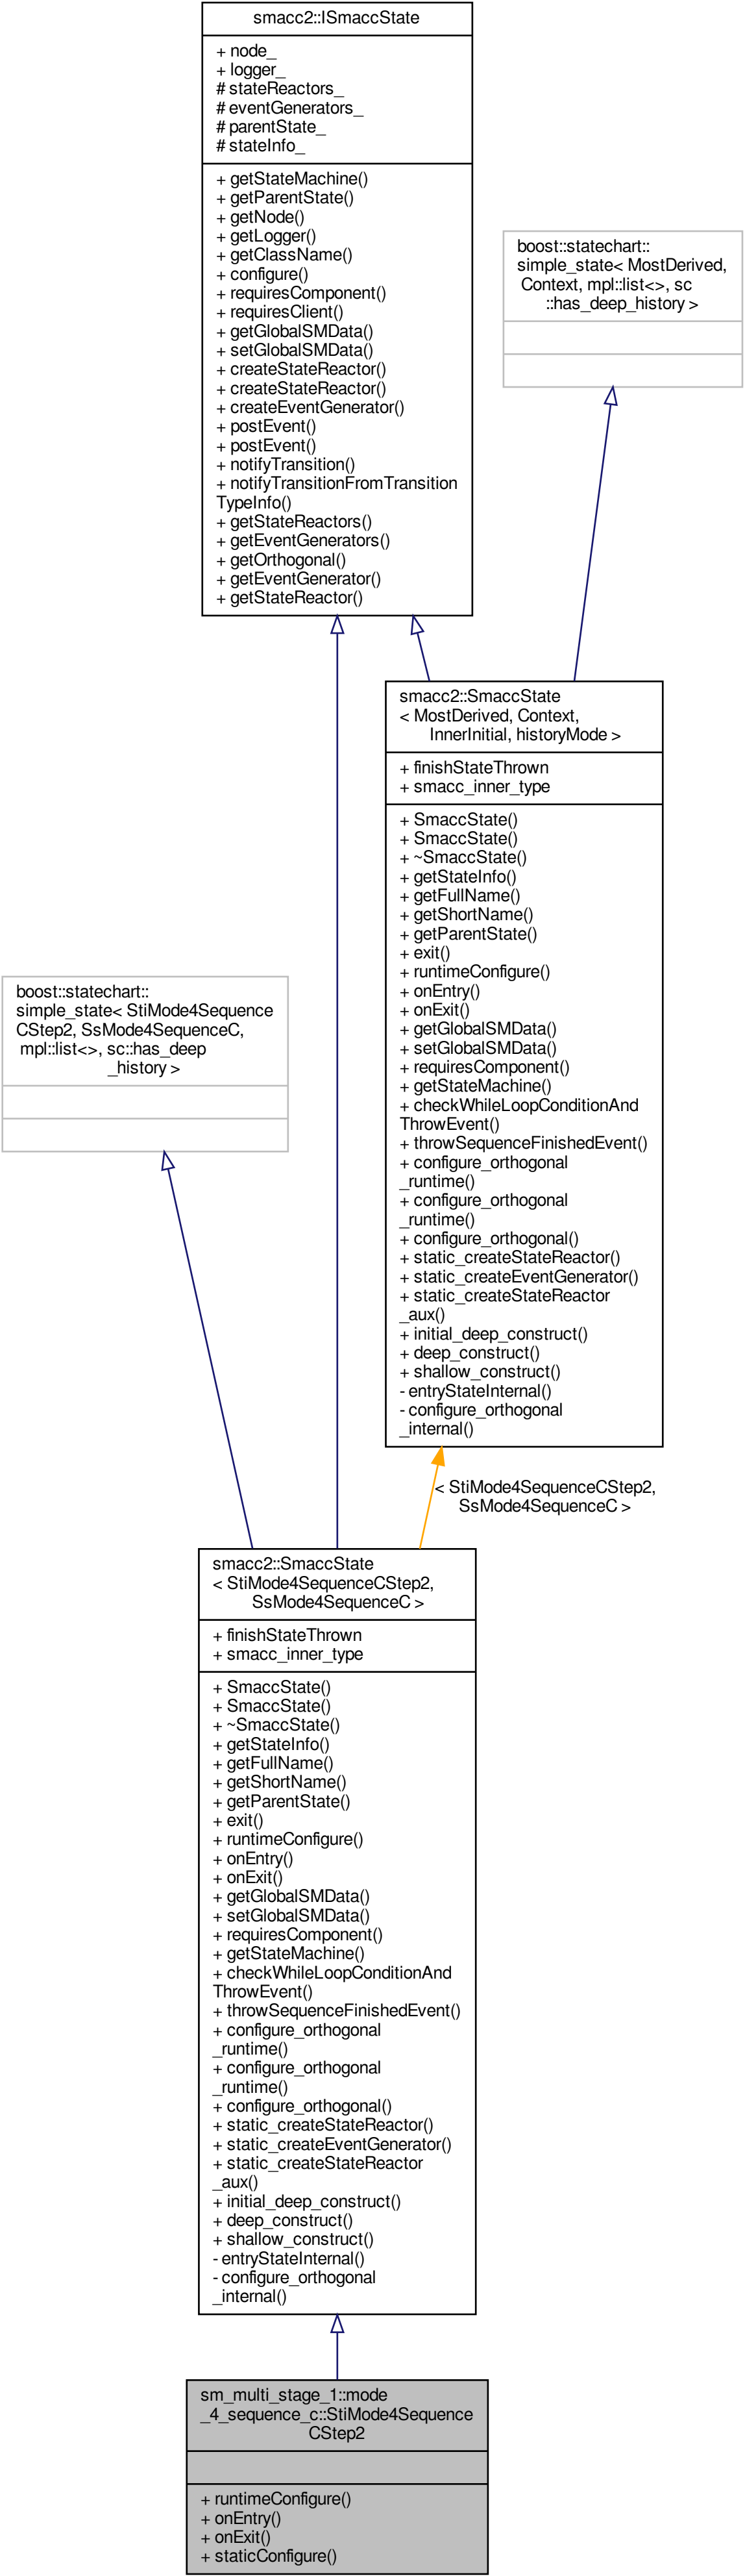 smacc2::ISmaccState
+ node_
+ logger_
# stateReactors_
# eventGenerators_
# parentState_
# stateInfo_
+ getStateMachine()
+ getParentState()
+ getNode()
+ getLogger()
+ getClassName()
+ configure()
+ requiresComponent()
+ requiresClient()
+ getGlobalSMData()
+ setGlobalSMData()
+ createStateReactor()
+ createStateReactor()
+ createEventGenerator()
+ postEvent()
+ postEvent()
+ notifyTransition()
+ notifyTransitionFromTransition
TypeInfo()
+ getStateReactors()
+ getEventGenerators()
+ getOrthogonal()
+ getEventGenerator()
+ getStateReactor()
boost::statechart::
simple_state< MostDerived,
Context, mpl::list<>, sc
::has_deep_history >
smacc2::SmaccState
< MostDerived, Context,
InnerInitial, historyMode >
+ finishStateThrown
+ smacc_inner_type
+ SmaccState()
+ SmaccState()
+ ~SmaccState()
+ getStateInfo()
+ getFullName()
+ getShortName()
+ getParentState()
+ exit()
+ runtimeConfigure()
+ onEntry()
+ onExit()
+ getGlobalSMData()
+ setGlobalSMData()
+ requiresComponent()
+ getStateMachine()
+ checkWhileLoopConditionAnd
ThrowEvent()
+ throwSequenceFinishedEvent()
+ configure_orthogonal
_runtime()
+ configure_orthogonal
_runtime()
+ configure_orthogonal()
+ static_createStateReactor()
+ static_createEventGenerator()
+ static_createStateReactor
_aux()
+ initial_deep_construct()
+ deep_construct()
+ shallow_construct()
- entryStateInternal()
- configure_orthogonal
_internal()
boost::statechart::
simple_state< StiMode4Sequence
CStep2, SsMode4SequenceC,
mpl::list<>, sc::has_deep
_history >
< StiMode4SequenceCStep2,
SsMode4SequenceC >
smacc2::SmaccState
< StiMode4SequenceCStep2,
SsMode4SequenceC >
+ finishStateThrown
+ smacc_inner_type
+ SmaccState()
+ SmaccState()
+ ~SmaccState()
+ getStateInfo()
+ getFullName()
+ getShortName()
+ getParentState()
+ exit()
+ runtimeConfigure()
+ onEntry()
+ onExit()
+ getGlobalSMData()
+ setGlobalSMData()
+ requiresComponent()
+ getStateMachine()
+ checkWhileLoopConditionAnd
ThrowEvent()
+ throwSequenceFinishedEvent()
+ configure_orthogonal
_runtime()
+ configure_orthogonal
_runtime()
+ configure_orthogonal()
+ static_createStateReactor()
+ static_createEventGenerator()
+ static_createStateReactor
_aux()
+ initial_deep_construct()
+ deep_construct()
+ shallow_construct()
- entryStateInternal()
- configure_orthogonal
_internal()
sm_multi_stage_1::mode
_4_sequence_c::StiMode4Sequence
CStep2
+ runtimeConfigure()
+ onEntry()
+ onExit()
+ staticConfigure()